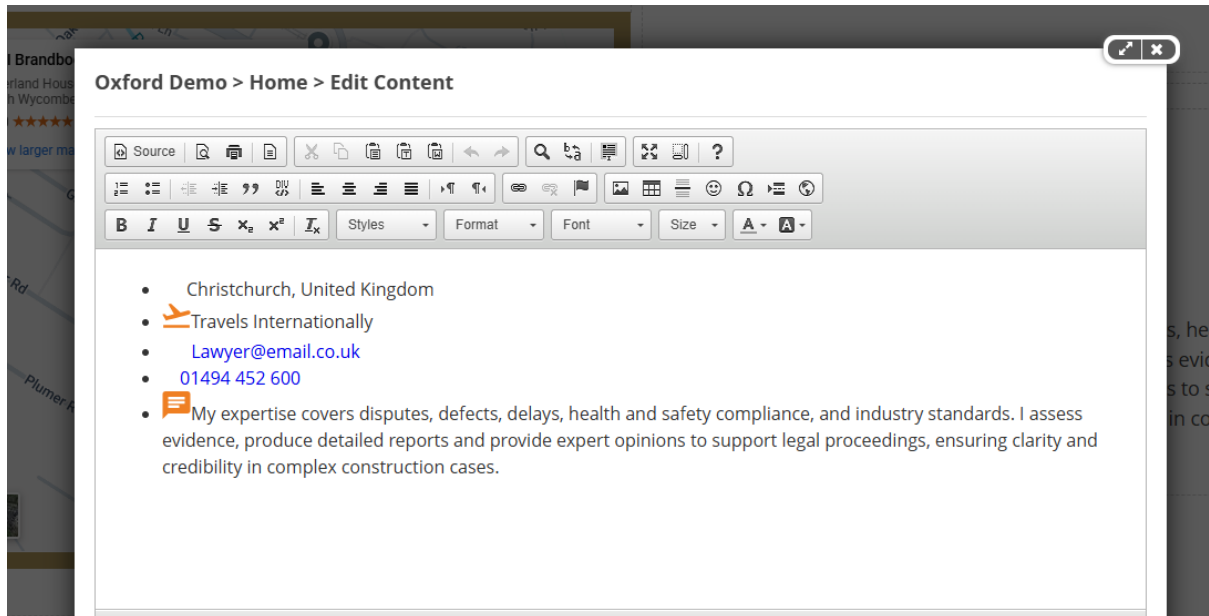 I Brandbo
erland Hous
h Wycombe
w larger ma
Oxford Demo > Home > Edit Content
Source
B I U S x₂ x² Tx Styles Format Font Size A A
Christchurch, United Kingdom
Travels Internationally
Lawyer@email.co.uk
01494 452 600
My expertise covers disputes, defects, delays, health and safety compliance, and industry standards. I assess
evidence, produce detailed reports and provide expert opinions to support legal proceedings, ensuring clarity and
credibility in complex construction cases.
Rd
Plumer R
s, he
s evid
s to s
in co